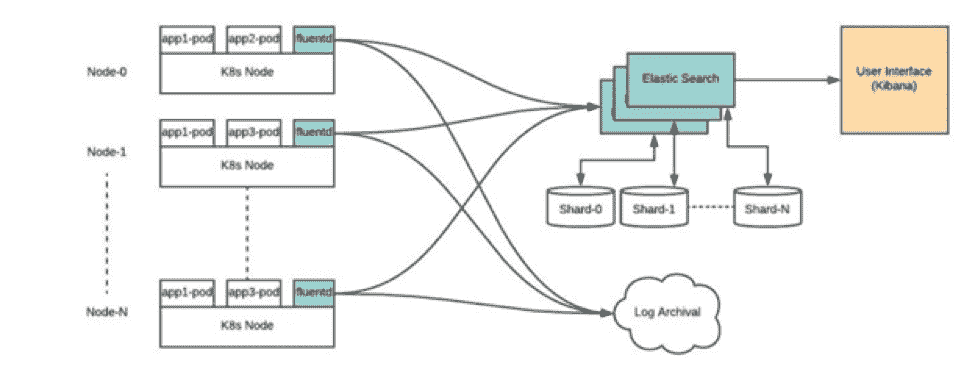 app1-pod app2-pod fluentd
Node-0
K8s Node
Elastic Search
User Interface
(Kibana)
app1-pod app3-pod fluentd
Node-1
K8s Node
Shard-0 Shard-1 Shard-N
app1-pod app3-pod fluentd
Node-N
K8s Node
Log Archival